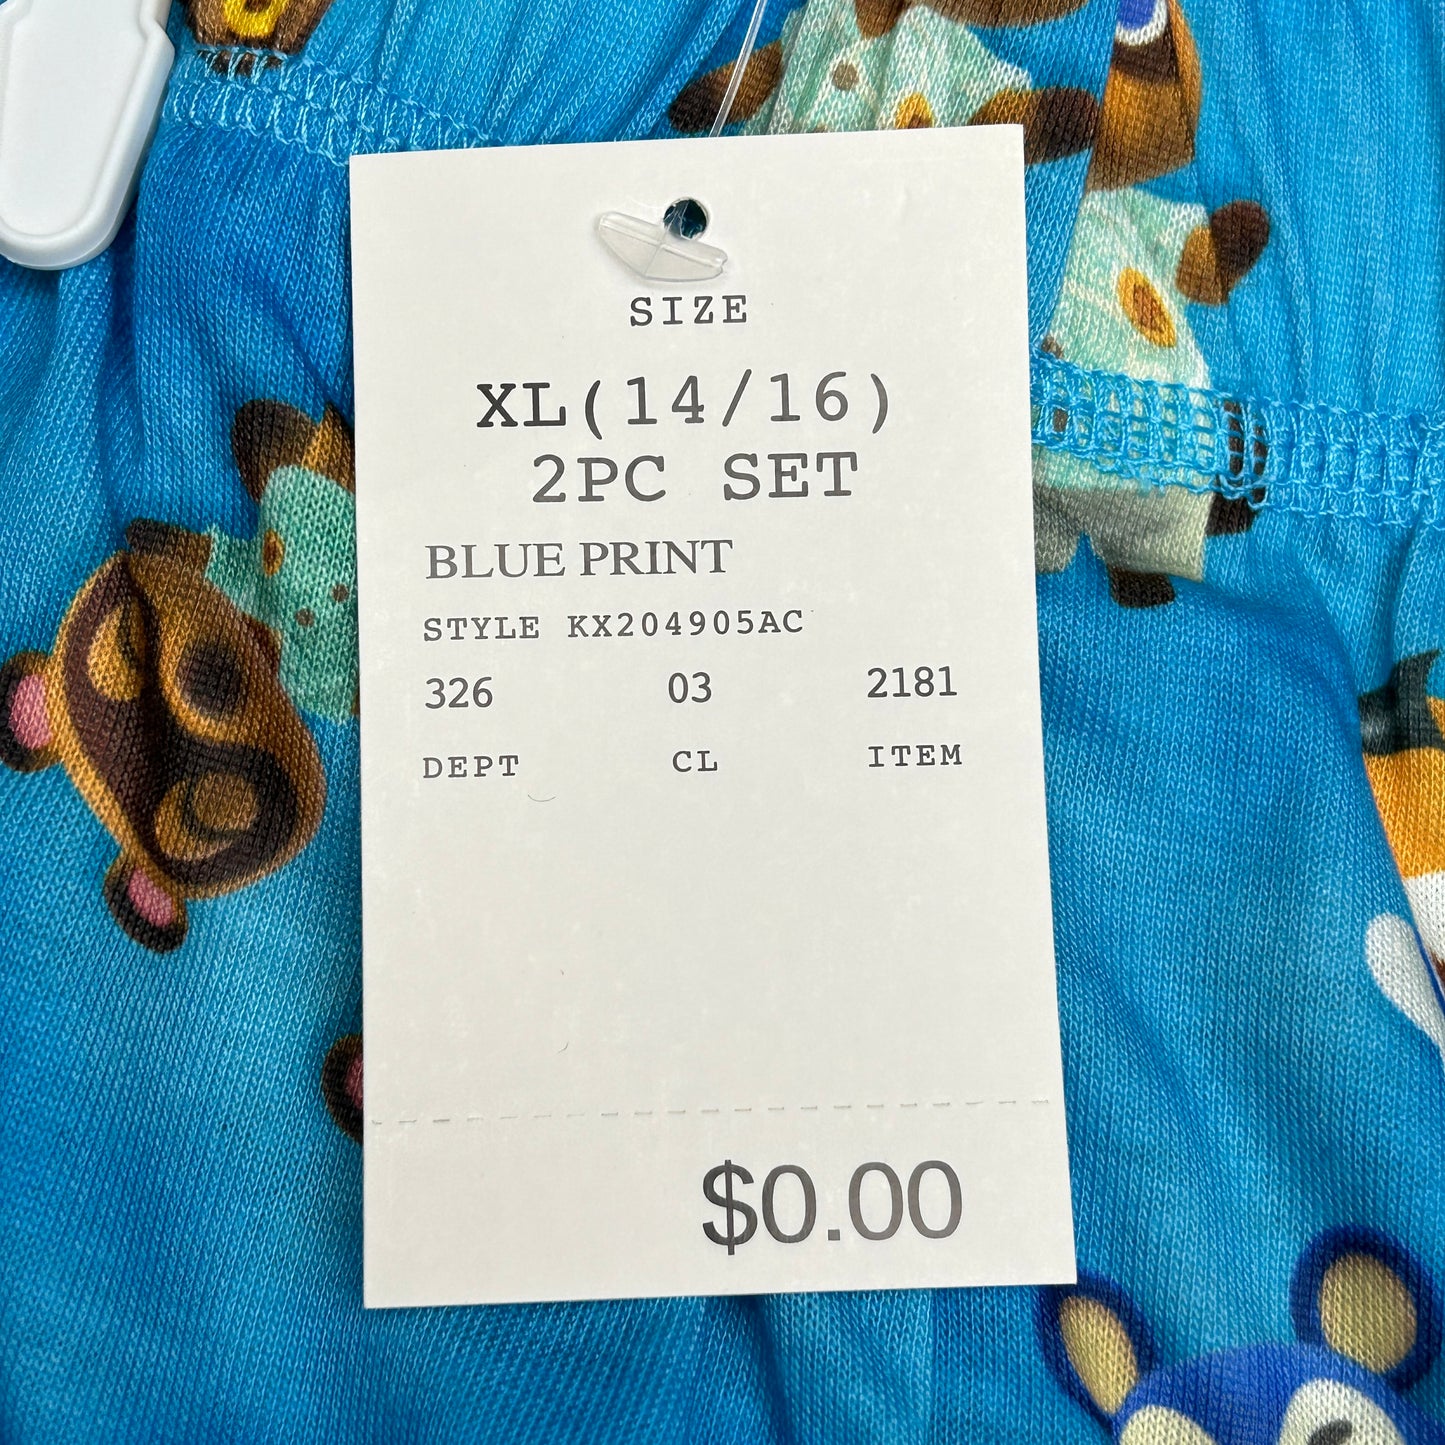 SIZE
XL(14/16)
2PC SET
BLUE PRINT
STYLE KX204905AC
326 03 2181
DEPT CL ITEM
$0.00